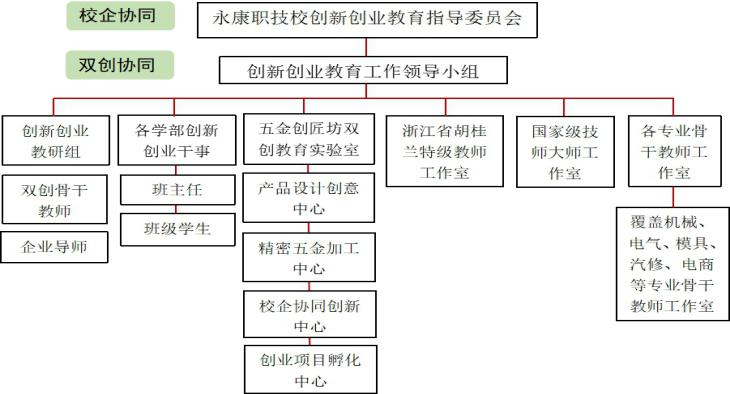 校企协同
永康职技校创新创业教育指导委员会
双创协同
创新创业教育工作领导小组
创新创业
教研组
双创骨干
教师
企业导师
各学部创新
创业干事
班主任
班级学生
五金创匠坊双
创教育实验室
产品设计创意
中心
精密五金加工
中心
校企协同创新
中心
创业项目孵化
中心
浙江省胡桂
兰特级教师
工作室
国家级技
师大师工
作室
各专业骨
干教师工
作室
覆盖机械、
电气、模具、
汽修、电商
等专业骨干
教师工作室